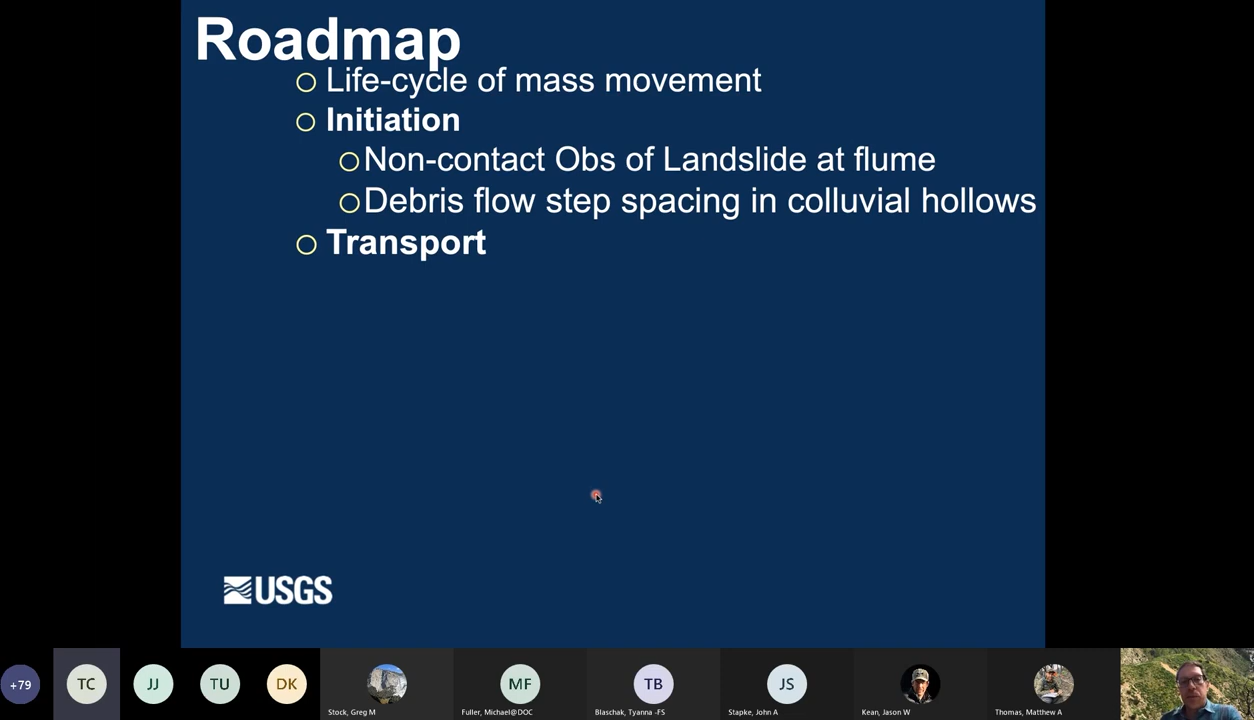 Roadmap
Life-cycle of mass movement
Initiation
Non-contact Obs of Landslide at flume
Debris flow step spacing in colluvial hollows
Transport
USGS
+79
TC
JJ
TU
DK
MF
TB
JS
Stock, Greg M
Fuller, Michael@DOC
Blaschak, Tyanna -FS
Stapke, John A
Kean, Jason W
Thomas, Matthew A